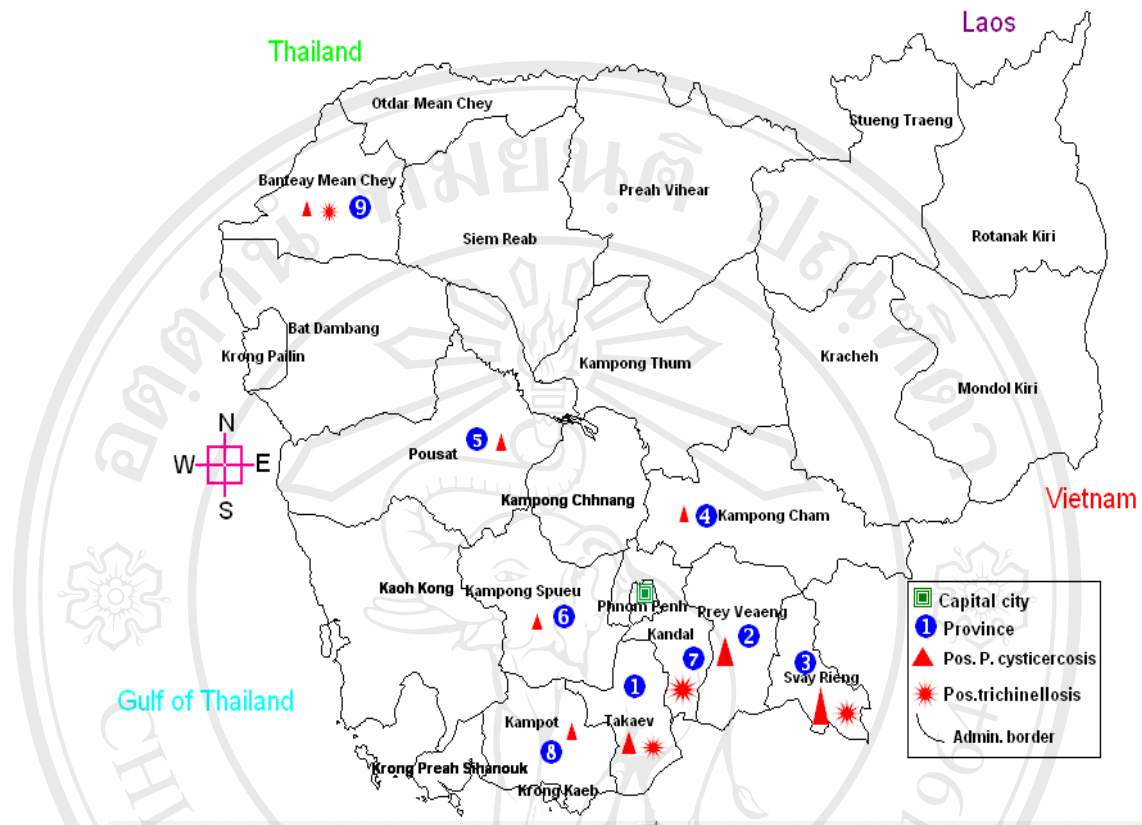 Laos
Thailand
Otdar Mean Chey
Stueng Traeng
Banteay Mean Chey
Preah Vihear
9
Siem Reab
Rotanak Kiri
Bat Dambang
Krong Pailin
Kampong Thum
Kracheh
Mondol Kiri
N
W E
S
5
Pousat
Kampong Chhnang
Vietnam
4 Kampong Cham
Kaoh Kong
Kampong Spueu
6
Phnom Penh
Prey Veaeng
2
Kandal
7
3
Svay Rieng
1
Gulf of Thailand
Kampot
8
Takaev
Krong Preah Sihanouk
Krong Kaeb
Capital city
1 Province
Pos. P. cysticercosis
Pos.trichinellosis
Admin. border
1964